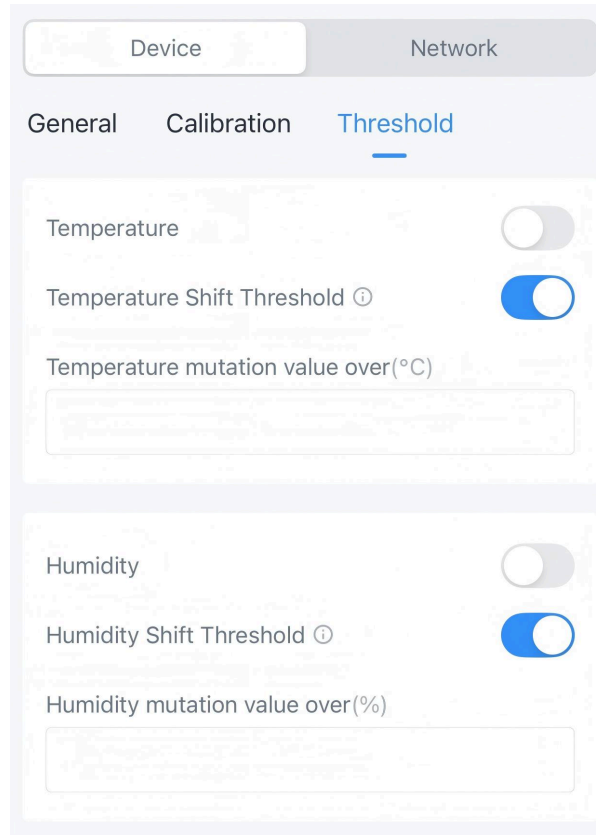 Device Network
General Calibration Threshold
Temperature
Temperature Shift Threshold
Temperature mutation value over(°C)
Humidity
Humidity Shift Threshold
Humidity mutation value over(%)